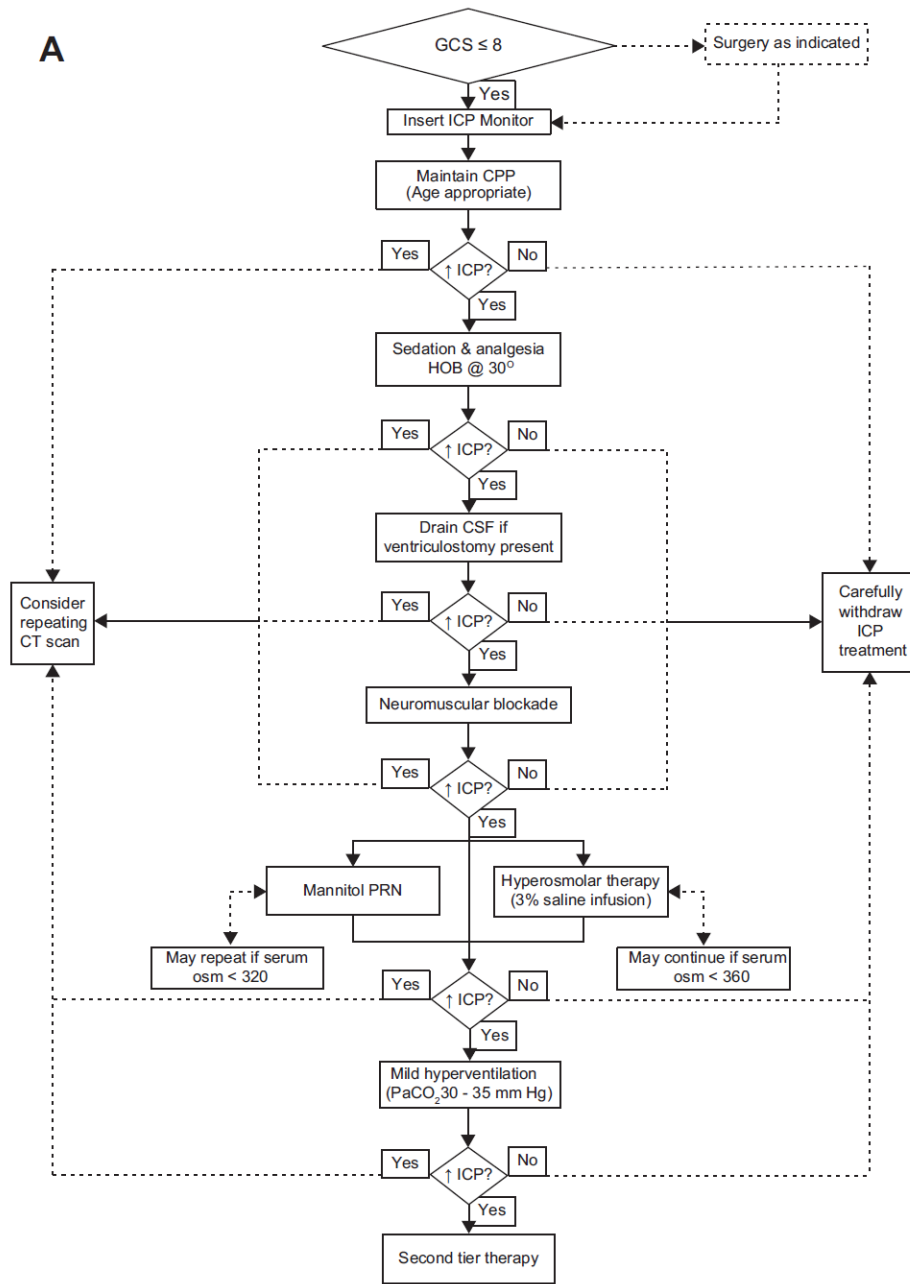 A
GCS ≤ 8
Surgery as indicated
Yes
Insert ICP Monitor
Maintain CPP
(Age appropriate)
Yes
↑ ICP?
No
Yes
Sedation & analgesia
HOB @ 30°
Yes
↑ ICP?
No
Yes
Drain CSF if
ventriculostomy present
Consider
repeating
CT scan
Yes
↑ ICP?
No
Carefully
withdraw
ICP
treatment
Yes
Neuromuscular blockade
Yes
↑ ICP?
No
Yes
Mannitol PRN
Hyperosmolar therapy
(3% saline infusion)
May repeat if serum
osm < 320
May continue if serum
osm < 360
Yes
↑ ICP?
No
Yes
Mild hyperventilation
(PaCO₂30 - 35 mm Hg)
Yes
↑ ICP?
No
Yes
Second tier therapy